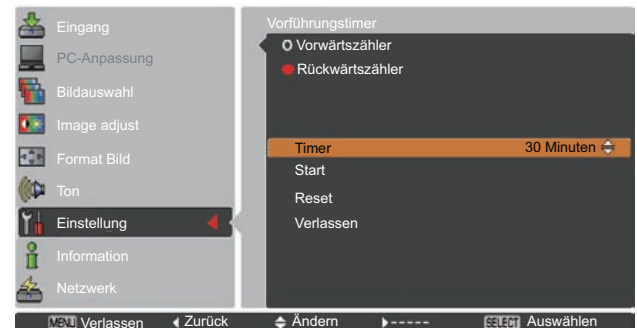 Eingang
PC-Anpassung
Bildauswahl
Image adjust
Format Bild
Ton
Einstellung
Information
Netzwerk
Vorführungstimer
Vorwärtszähler
Rückwärtszähler
Timer 30 Minuten
Start
Reset
Verlassen
MENU Verlassen Zurück Ändern ----- SELECT Auswählen